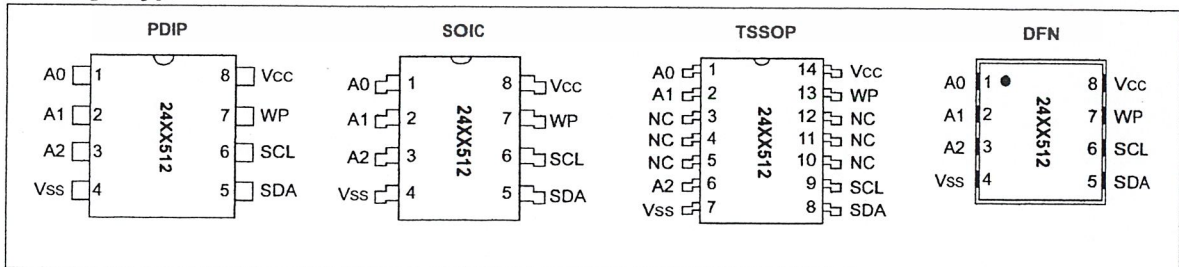 PDIP SOIC TSSOP DFN
A0 1 8 VCC
A1 2 7 WP
A2 3 6 SCL
VSS 4 5 SDA
24XX512
A0 1 8 VCC
A1 2 7 WP
A2 3 6 SCL
VSS 4 5 SDA
24XX512
A0 1 14 VCC
A1 2 13 WP
NC 3 12 NC
NC 4 11 NC
NC 5 10 NC
A2 6 9 SCL
VSS 7 8 SDA
24XX512
A0 1 8 VCC
A1 2 7 WP
A2 3 6 SCL
VSS 4 5 SDA
24XX512